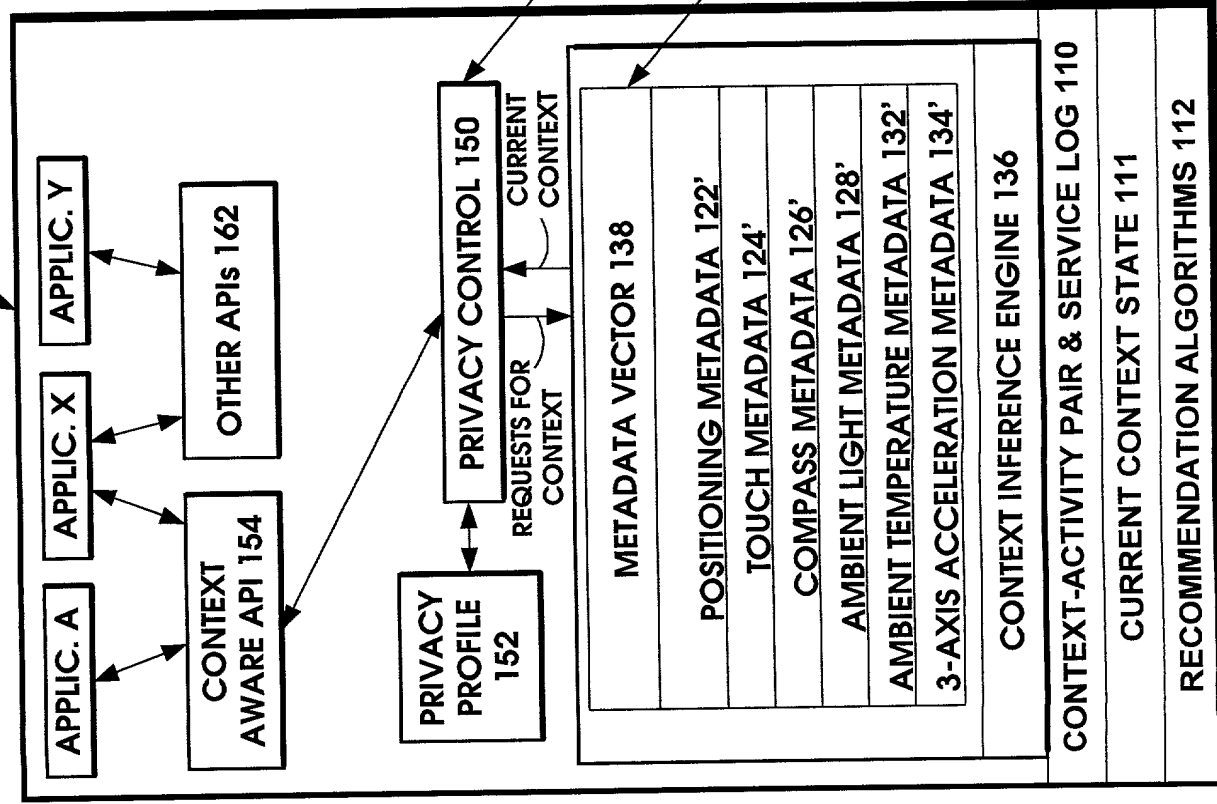 APPLIC. A
APPLIC. X
APPLIC. Y
CONTEXT
AWARE API 154
OTHER APIs 162
PRIVACY
PROFILE
152
PRIVACY CONTROL 150
REQUESTS FOR
CONTEXT
CURRENT
CONTEXT
METADATA VECTOR 138
POSITIONING METADATA 122'
TOUCH METADATA 124'
COMPASS METADATA 126'
AMBIENT LIGHT METADATA 128'
AMBIENT TEMPERATURE METADATA 132'
3-AXIS ACCELERATION METADATA 134'
CONTEXT INFERENCE ENGINE 136
CONTEXT-ACTIVITY PAIR & SERVICE LOG 110
CURRENT CONTEXT STATE 111
RECOMMENDATION ALGORITHMS 112